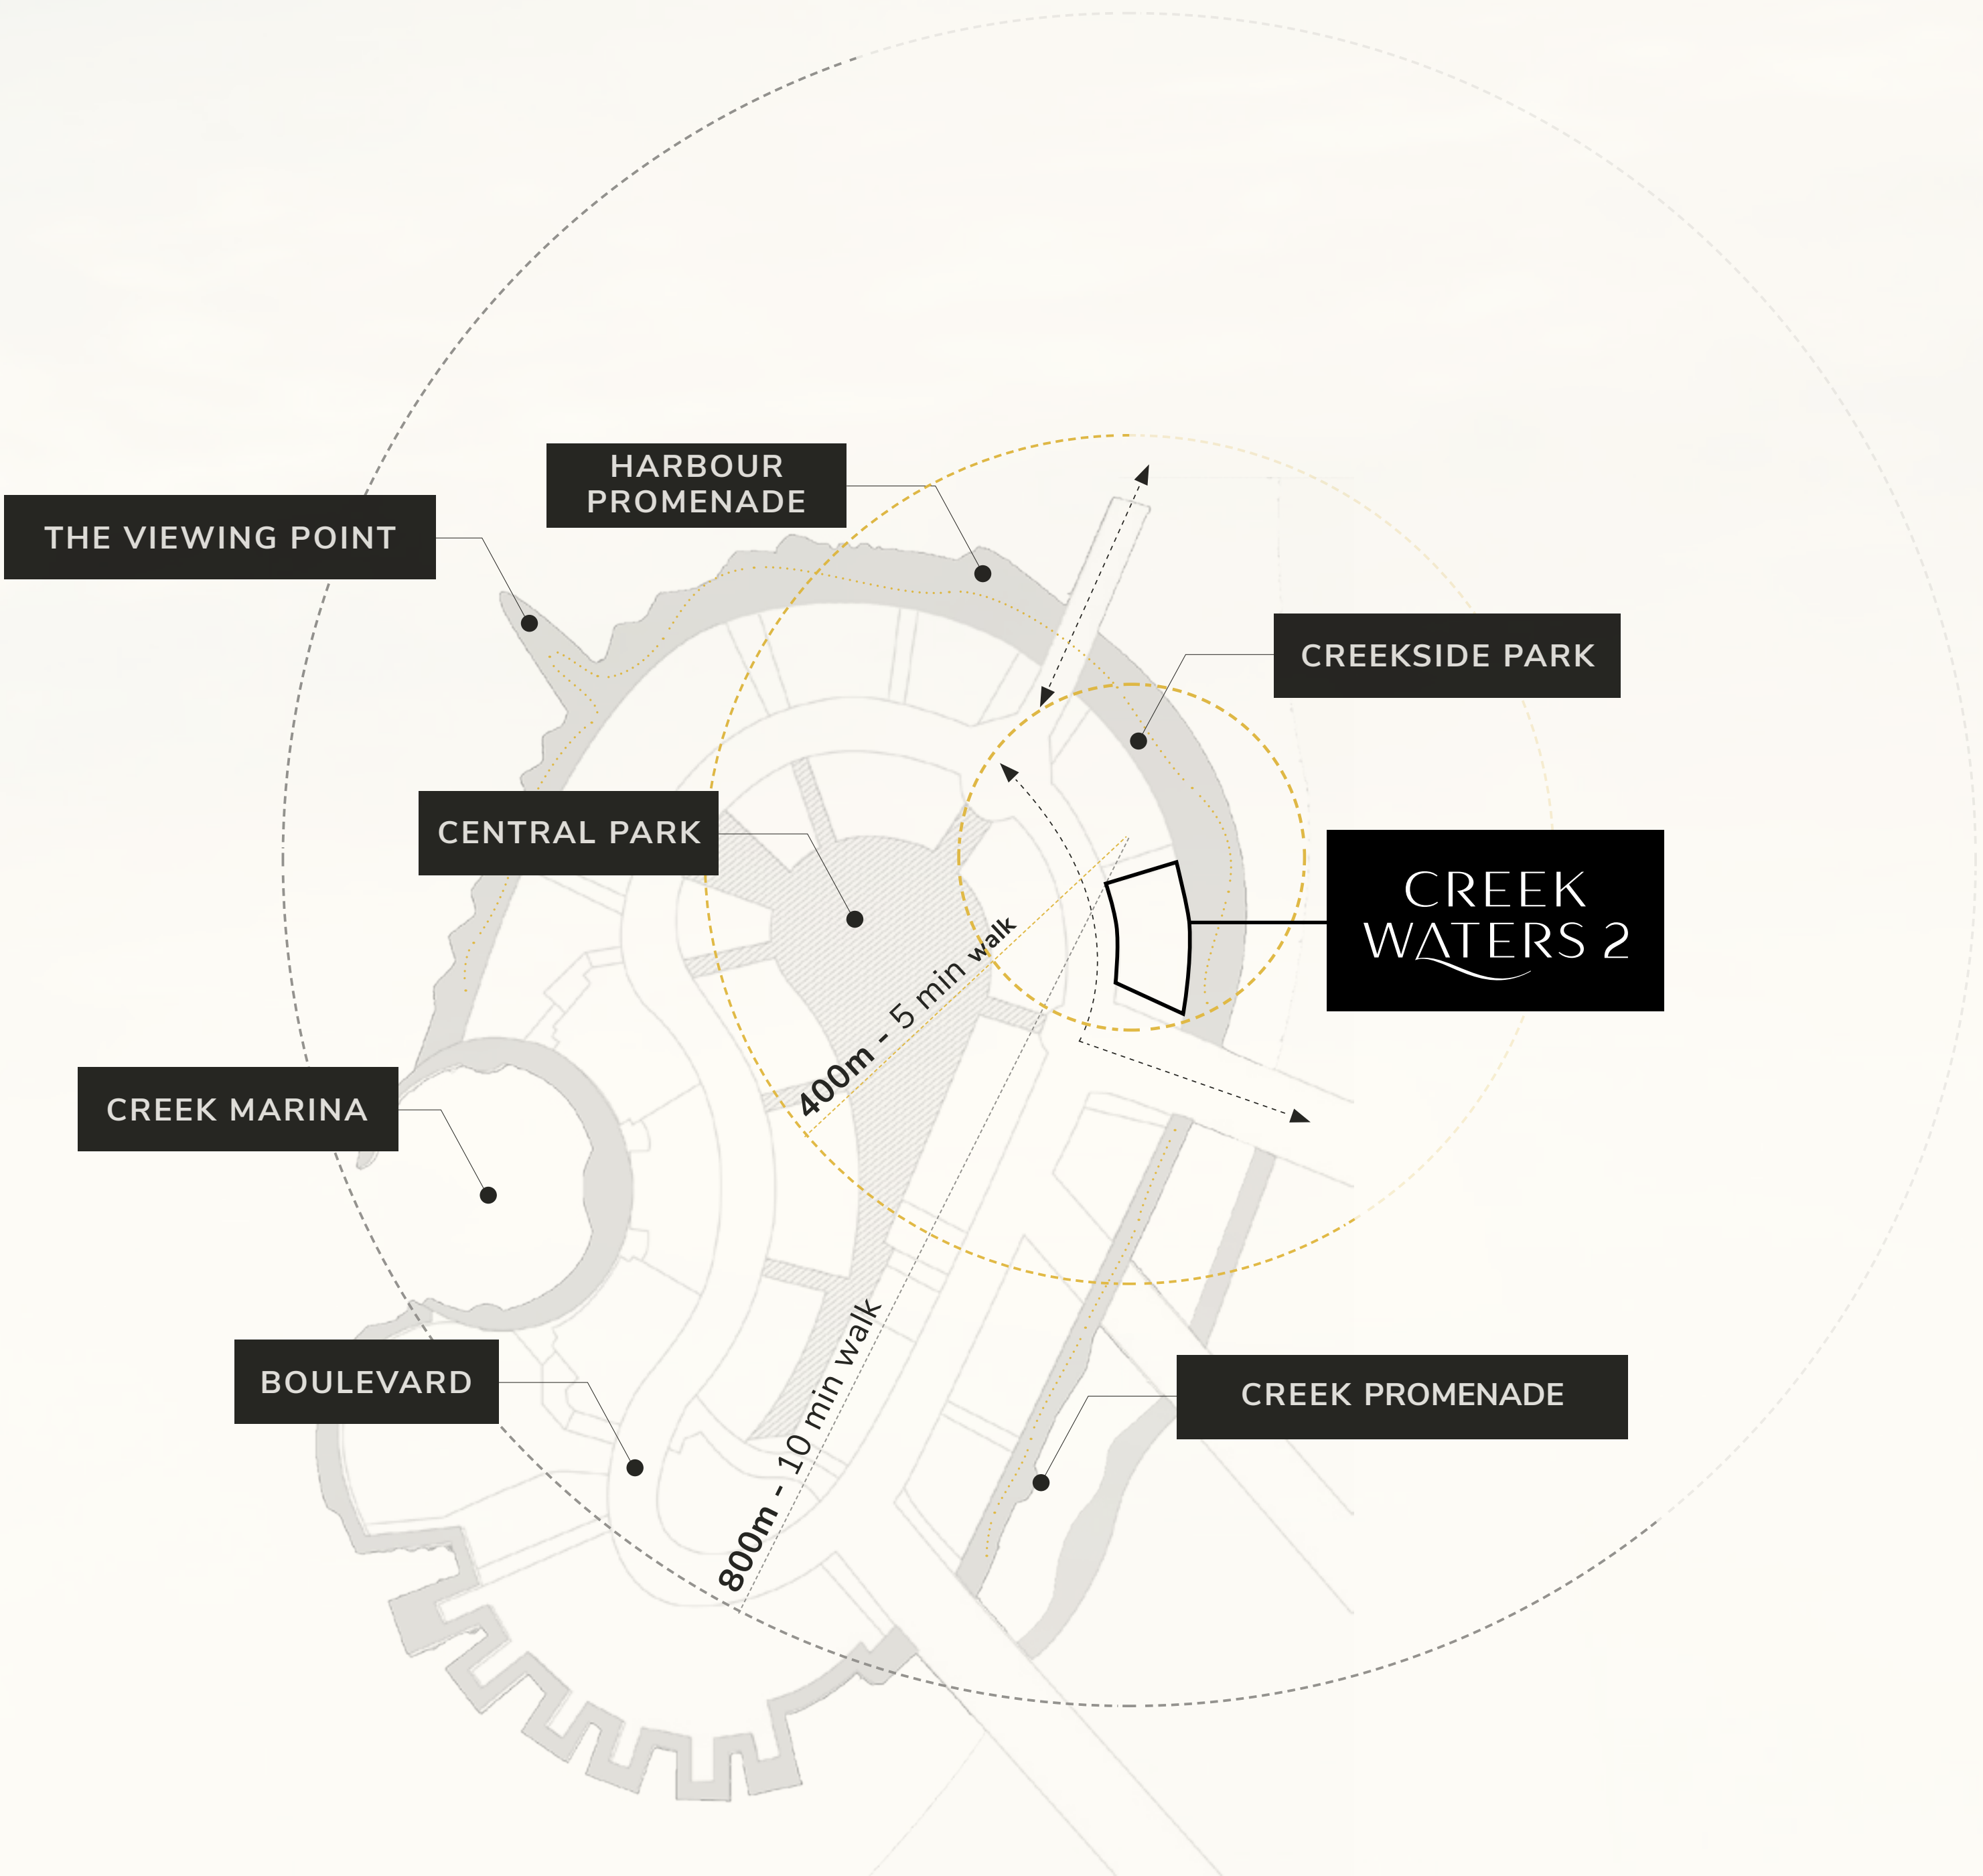 HARBOUR
PROMENADE
THE VIEWING POINT
CREEKSIDE PARK
CENTRAL PARK
CREEK
WATERS 2
400m - 5 min walk
CREEK MARINA
800m - 10 min walk
BOULEVARD
CREEK PROMENADE